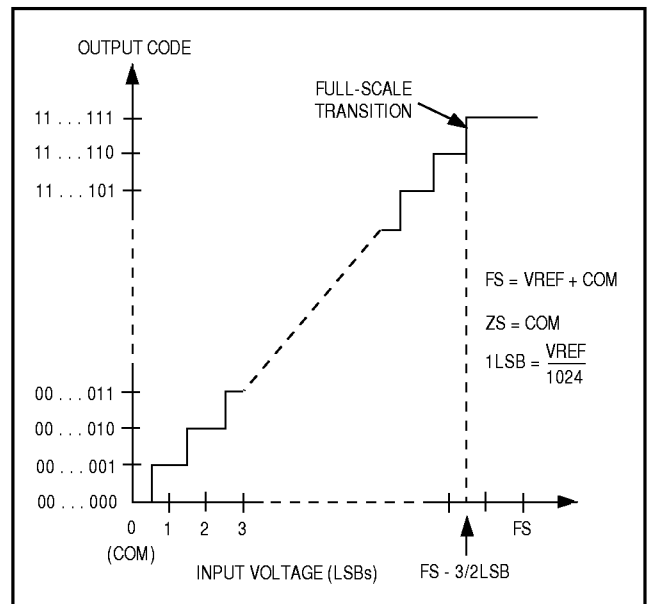 OUTPUT CODE
FULL-SCALE
TRANSITION
11 . . . 111
11 . . . 110
11 . . . 101
FS = VREF + COM
ZS = COM
1LSB = VREF
1024
00 . . . 011
00 . . . 010
00 . . . 001
00 . . . 000
0 1 2 3 FS
(COM)
INPUT VOLTAGE (LSBs) FS - 3/2LSB